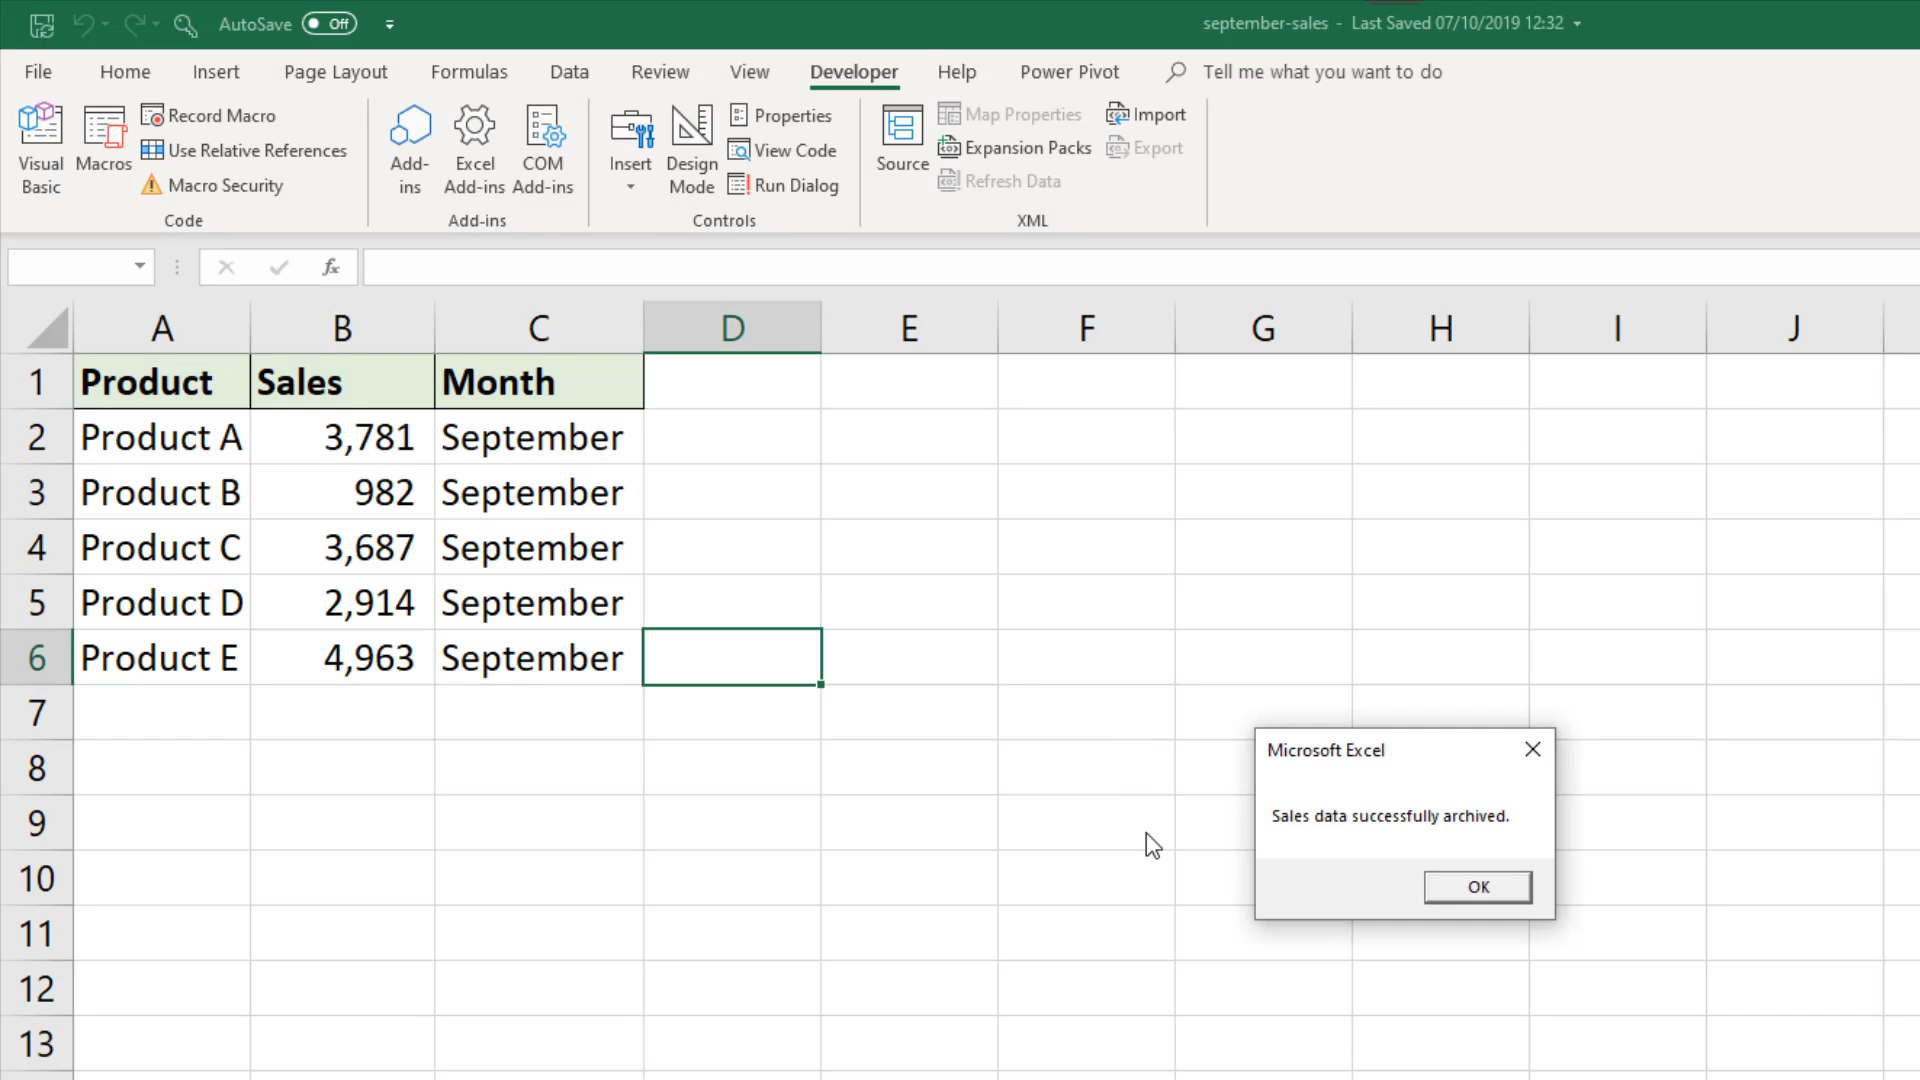 AutoSave Off
september-sales - Last Saved 07/10/2019 12:32
File Home Insert Page Layout Formulas Data Review View Developer Help Power Pivot Tell me what you want to do
Visual Basic
Macros
Record Macro
Use Relative References
Macro Security
Code
Add-ins
Excel Add-ins
COM Add-ins
Add-ins
Insert
Design Mode
Properties
View Code
Run Dialog
Controls
Source
Map Properties
Expansion Packs
Refresh Data
Import
Export
XML
fx
A B C D E F G H I J
1 Product Sales Month
2 Product A 3,781 September
3 Product B 982 September
4 Product C 3,687 September
5 Product D 2,914 September
6 Product E 4,963 September
7
8
9
10
11
12
13
Microsoft Excel
Sales data successfully archived.
OK